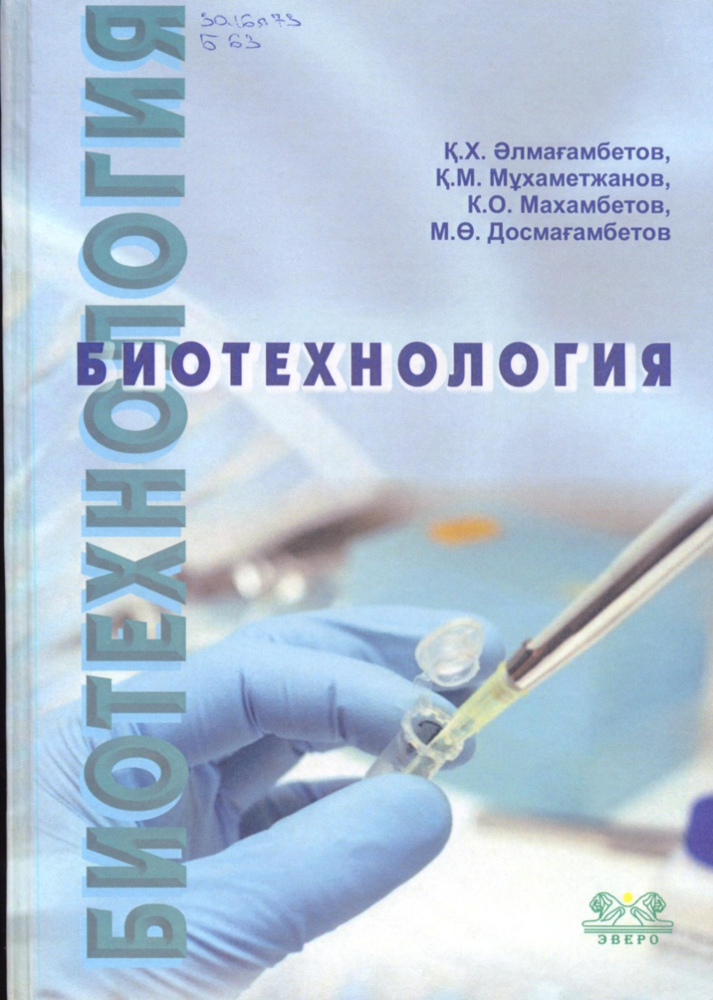 30.16я73
Б 63
Қ.Х. Әлмағамбетов,
Қ.М. Мұхаметжанов,
К.О. Махамбетов,
М.Ө. Досмағамбетов
БИОТЕХНОЛОГИЯ
БИОТЕХНОЛОГИЯ
ЭВЕРО